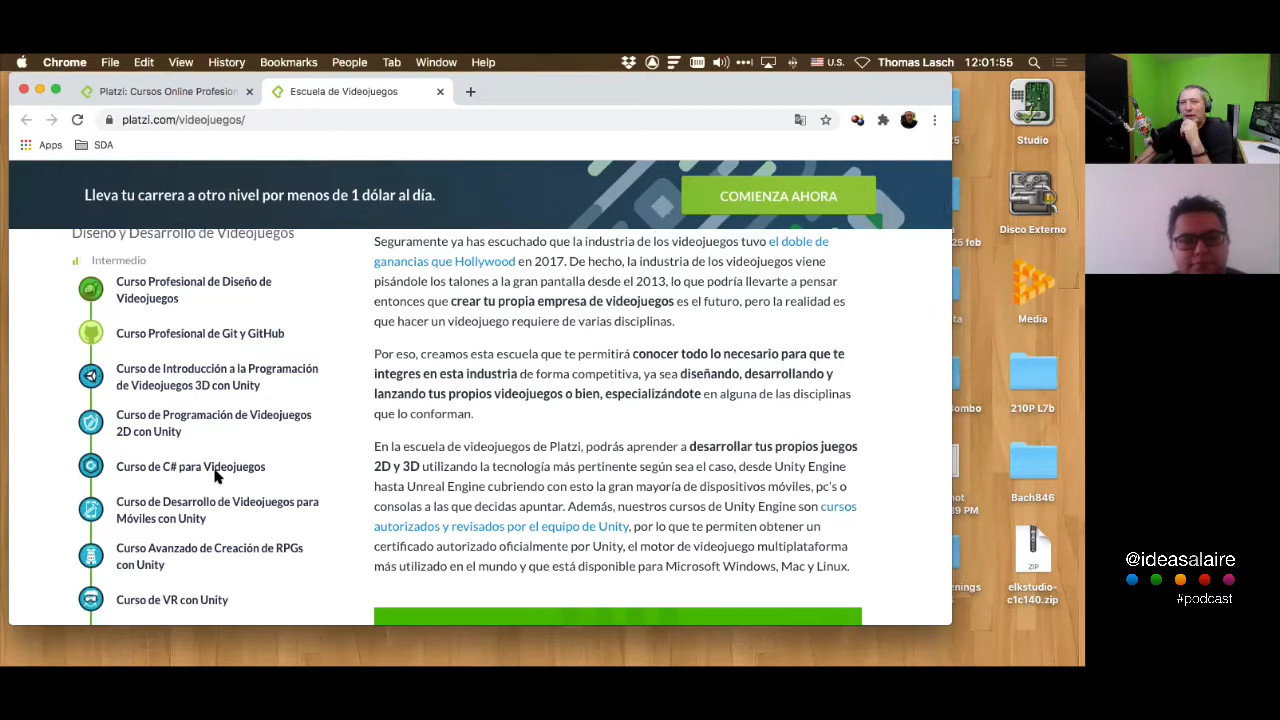 Chrome File Edit View History Bookmarks People Tab Window Help U.S. Thomas Lasch 12:01:55
Platzi: Cursos Online Profesion
Escuela de Videojuegos
platzi.com/videojuegos/
Apps SDA
Lleva tu carrera a otro nivel por menos de 1 dólar al día.
COMIENZA AHORA
Diseño y Desarrollo de Videojuegos
Intermedio
Curso Profesional de Diseño de
Videojuegos
Curso Profesional de Git y GitHub
Curso de Introducción a la Programación
de Videojuegos 3D con Unity
Curso de Programación de Videojuegos
2D con Unity
Curso de C# para Videojuegos
Curso de Desarrollo de Videojuegos para
Móviles con Unity
Curso Avanzado de Creación de RPGs
con Unity
Curso de VR con Unity
Seguramente ya has escuchado que la industria de los videojuegos tuvo el doble de
ganancias que Hollywood en 2017. De hecho, la industria de los videojuegos viene
pisándole los talones a la gran pantalla desde el 2013, lo que podría llevarte a pensar
entonces que crear tu propia empresa de videojuegos es el futuro, pero la realidad es
que hacer un videojuego requiere de varias disciplinas.
Por eso, creamos esta escuela que te permitirá conocer todo lo necesario para que te
integres en esta industria de forma competitiva, ya sea diseñando, desarrollando y
lanzando tus propios videojuegos o bien, especializándote en alguna de las disciplinas
que lo conforman.
En la escuela de videojuegos de Platzi, podrás aprender a desarrollar tus propios juegos
2D y 3D utilizando la tecnología más pertinente según sea el caso, desde Unity Engine
hasta Unreal Engine cubriendo con esto la gran mayoría de dispositivos móviles, pc's o
consolas a las que decidas apuntar. Además, nuestros cursos de Unity Engine son cursos
autorizados y revisados por el equipo de Unity, por lo que te permiten obtener un
certificado autorizado oficialmente por Unity, el motor de videojuego multiplataforma
más utilizado en el mundo y que está disponible para Microsoft Windows, Mac y Linux.
Studio
Disco Externo
25 feb
Media
ta
ombo
210P L7b
not
39 PM
Bach846
ZIP
enings
elkstudio-
c1c140.zip
@ideasalaire
#podcast